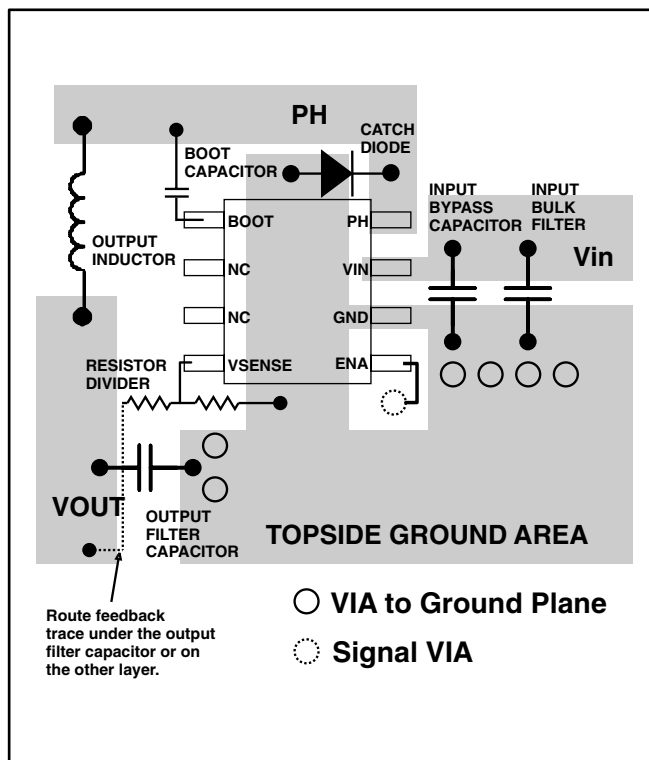 PH
CATCH
DIODE
BOOT
CAPACITOR
INPUT
BYPASS
CAPACITOR
INPUT
BULK
FILTER
Vin
OUTPUT
INDUCTOR
BOOT
PH
NC
VIN
NC
GND
VSENSE
ENA
RESISTOR
DIVIDER
VOUT
OUTPUT
FILTER
CAPACITOR
TOPSIDE GROUND AREA
Route feedback
trace under the output
filter capacitor or on
the other layer.
VIA to Ground Plane
Signal VIA